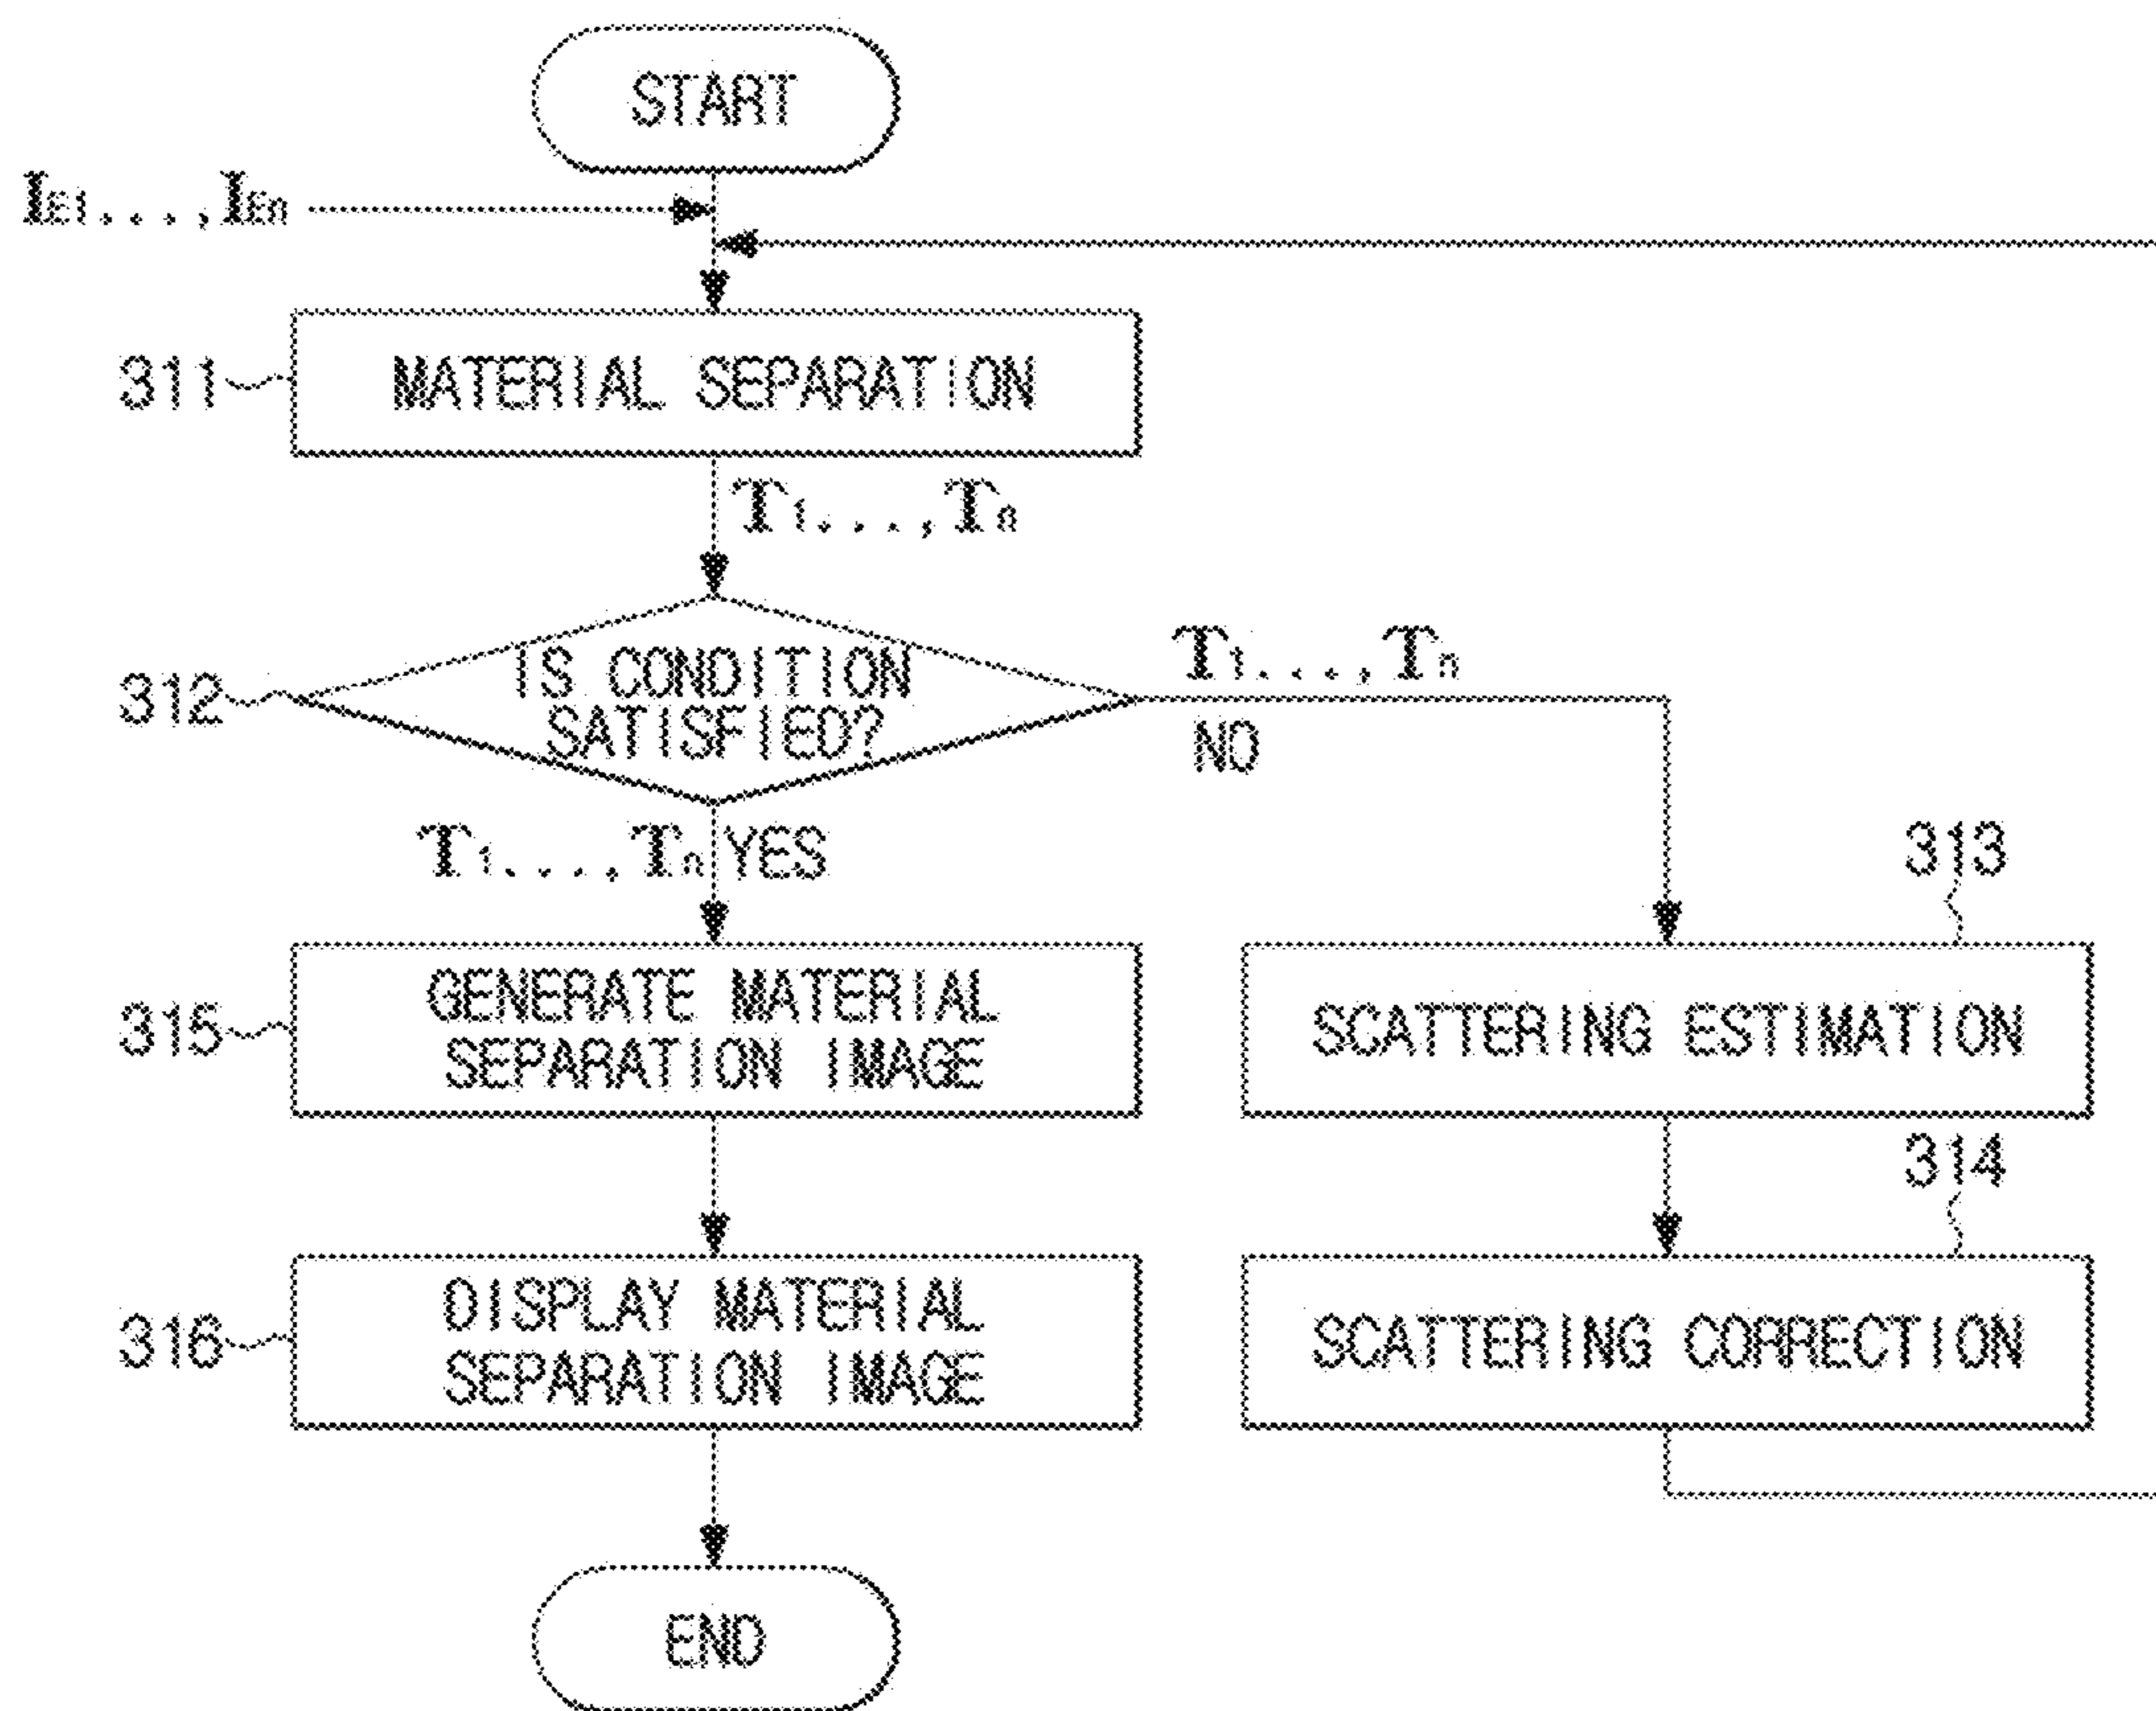 START
IE1...,IEn
311
MATERIAL SEPARATION
T1...,Tn
312
IS CONDITION
SATISFIED?
T1...,Tn
NO
T1...,Tn YES
313
315
GENERATE MATERIAL
SEPARATION IMAGE
SCATTERING ESTIMATION
314
316
DISPLAY MATERIAL
SEPARATION IMAGE
SCATTERING CORRECTION
END